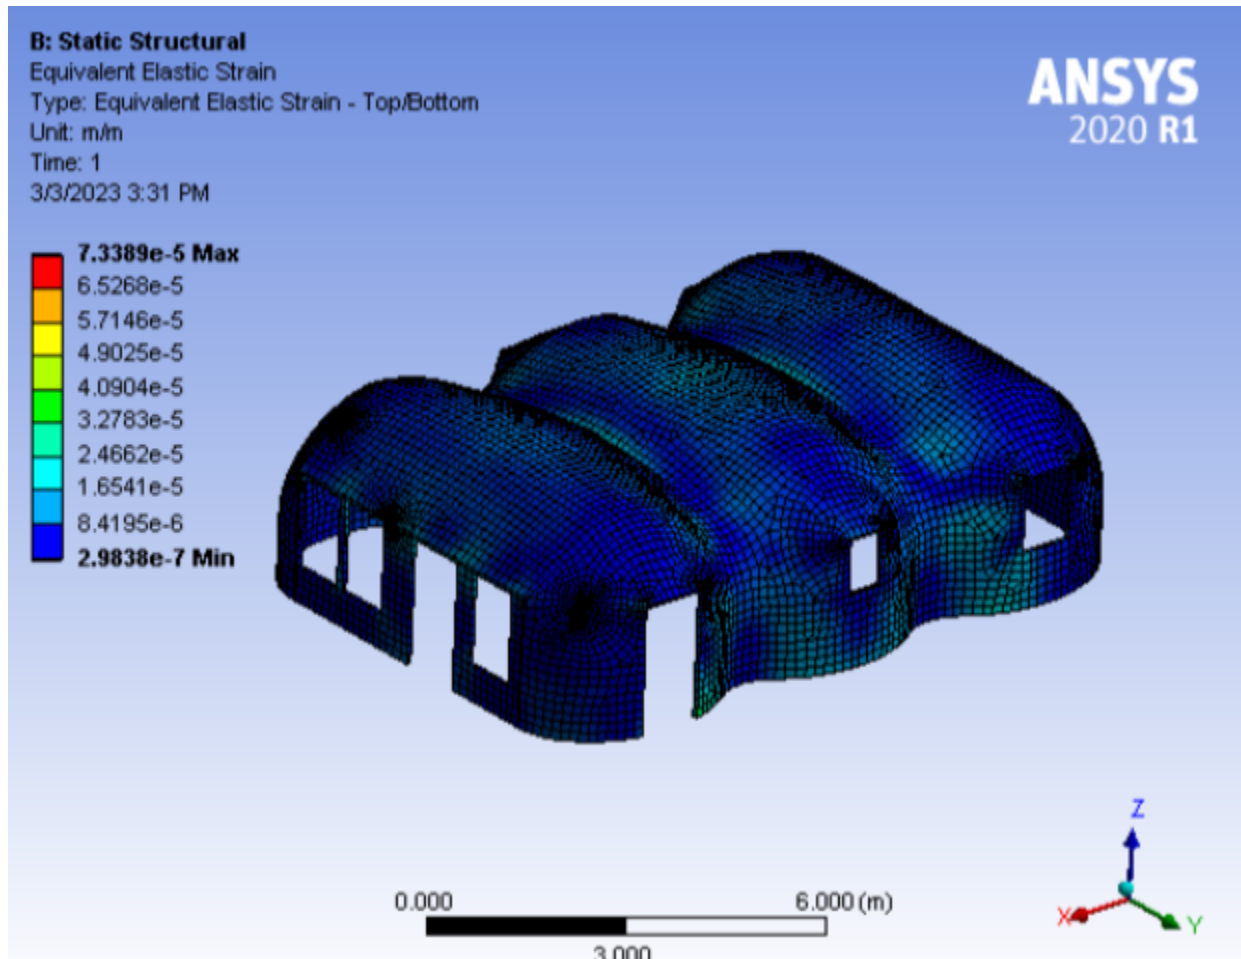 B: Static Structural
Equivalent Elastic Strain
Type: Equivalent Elastic Strain - Top/Bottom
Unit: m/m
Time: 1
3/3/2023 3:31 PM
ANSYS
2020 R1
7.3389e-5 Max
6.5268e-5
5.7146e-5
4.9025e-5
4.0904e-5
3.2783e-5
2.4662e-5
1.6541e-5
8.4195e-6
2.9838e-7 Min
Z
X
Y
0.000
6.000 (m)
3.000